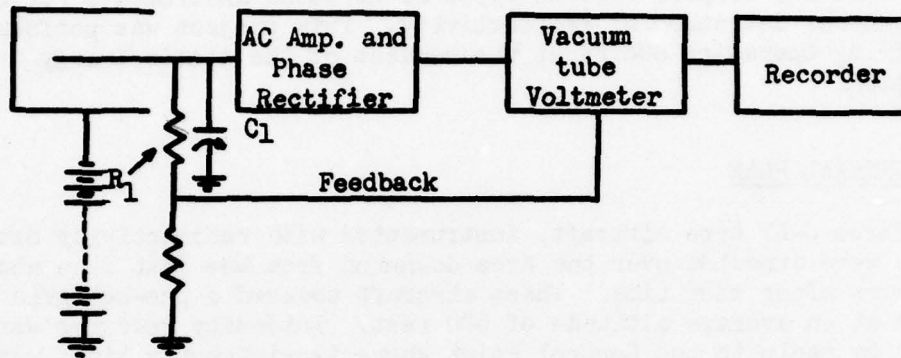 AC Amp. and
Phase
Rectifier
Vacuum
tube
Voltmeter
Recorder
C1
R1
Feedback